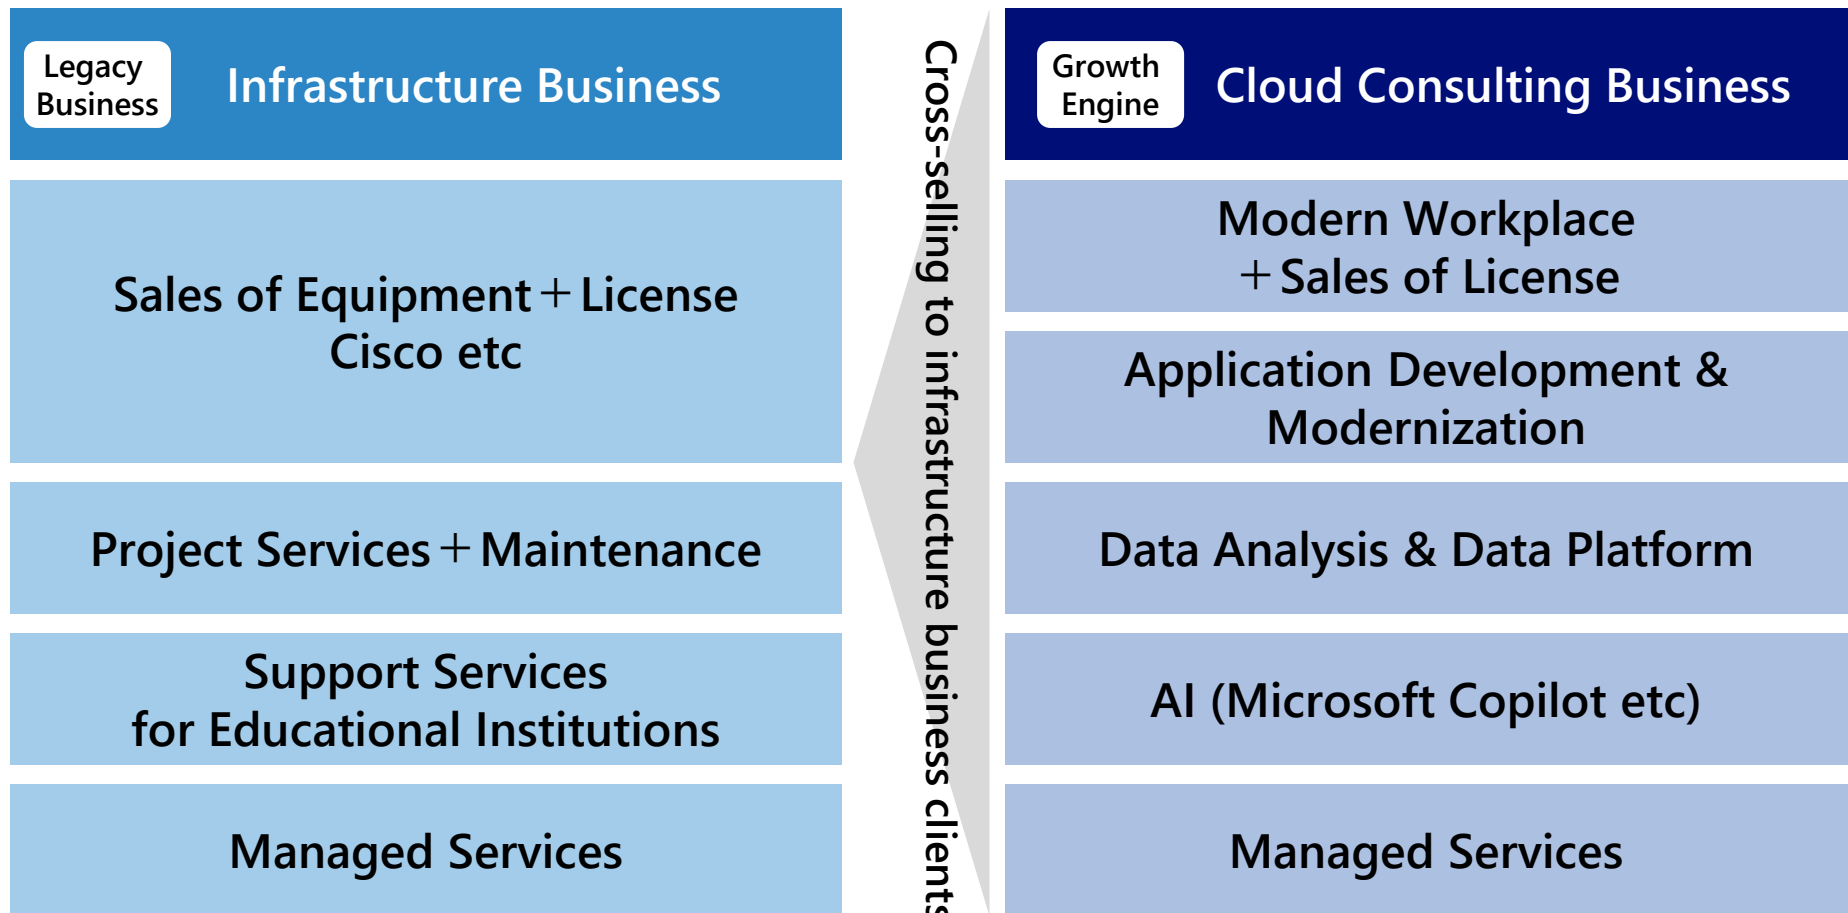 Legacy
Business
Infrastructure Business
Sales of Equipment＋License
Cisco etc
Project Services＋Maintenance
Support Services
for Educational Institutions
Managed Services
Cross-selling to infrastructure business clients
Growth
Engine
Cloud Consulting Business
Modern Workplace
＋Sales of License
Application Development &
Modernization
Data Analysis & Data Platform
AI (Microsoft Copilot etc)
Managed Services